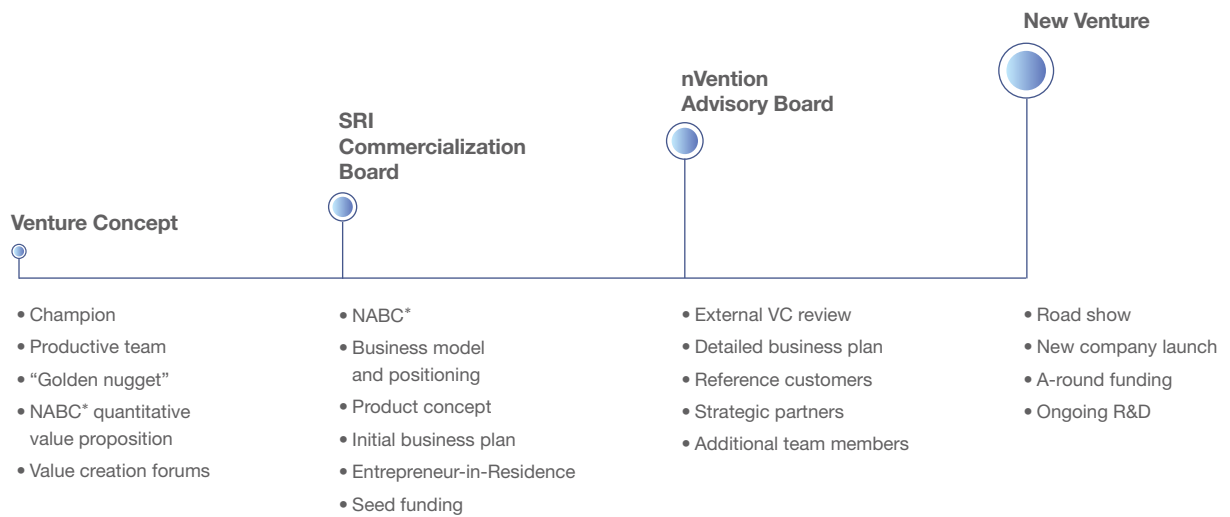 Venture Concept
• Champion
• Productive team
• “Golden nugget”
• NABC* quantitative
value proposition
• Value creation forums
SRI
Commercialization
Board
• NABC*
• Business model
and positioning
• Product concept
• Initial business plan
• Entrepreneur-in-Residence
• Seed funding
nVention
Advisory Board
• External VC review
• Detailed business plan
• Reference customers
• Strategic partners
• Additional team members
New Venture
• Road show
• New company launch
• A-round funding
• Ongoing R&D